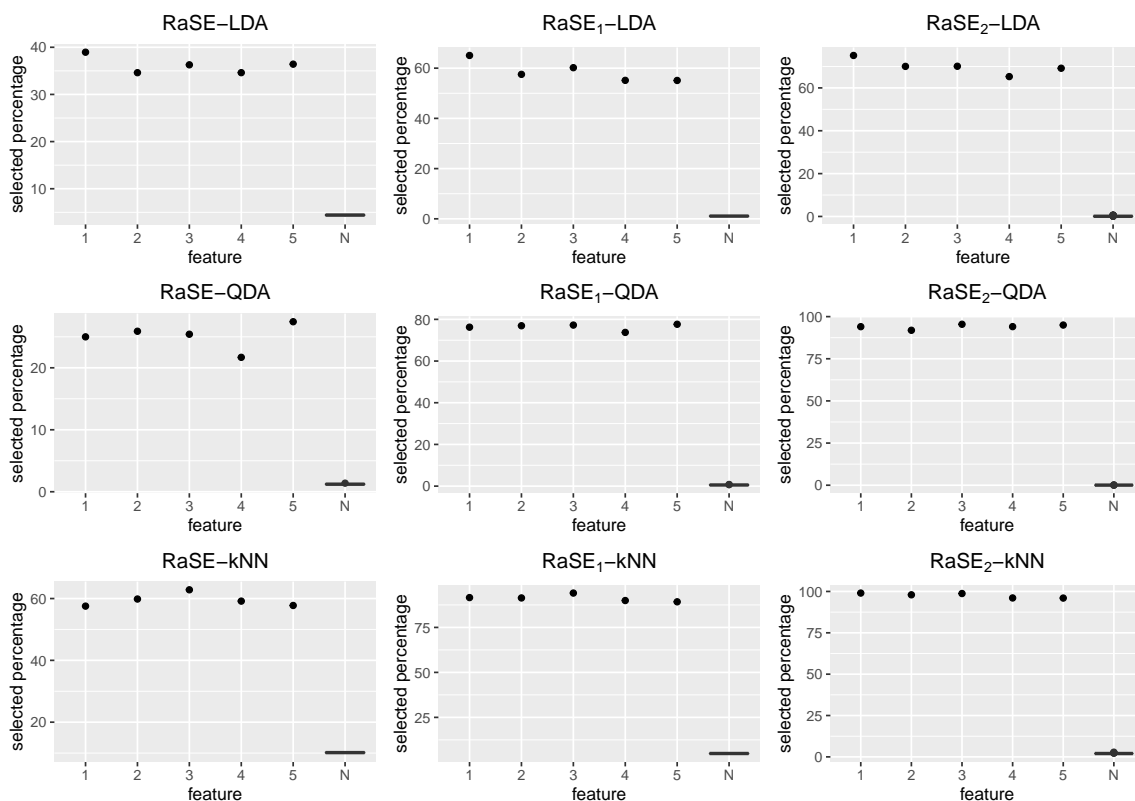 RaSE−LDA
selected percentage
40
30
20
10
1 2 3 4 5 N
feature
RaSE₁−LDA
selected percentage
60
40
20
0
1 2 3 4 5 N
feature
RaSE₂−LDA
selected percentage
60
40
20
0
1 2 3 4 5 N
feature
RaSE−QDA
selected percentage
20
10
0
1 2 3 4 5 N
feature
RaSE₁−QDA
selected percentage
80
60
40
20
0
1 2 3 4 5 N
feature
RaSE₂−QDA
selected percentage
100
75
50
25
0
1 2 3 4 5 N
feature
RaSE−kNN
selected percentage
60
40
20
1 2 3 4 5 N
feature
RaSE₁−kNN
selected percentage
75
50
25
1 2 3 4 5 N
feature
RaSE₂−kNN
selected percentage
100
75
50
25
0
1 2 3 4 5 N
feature